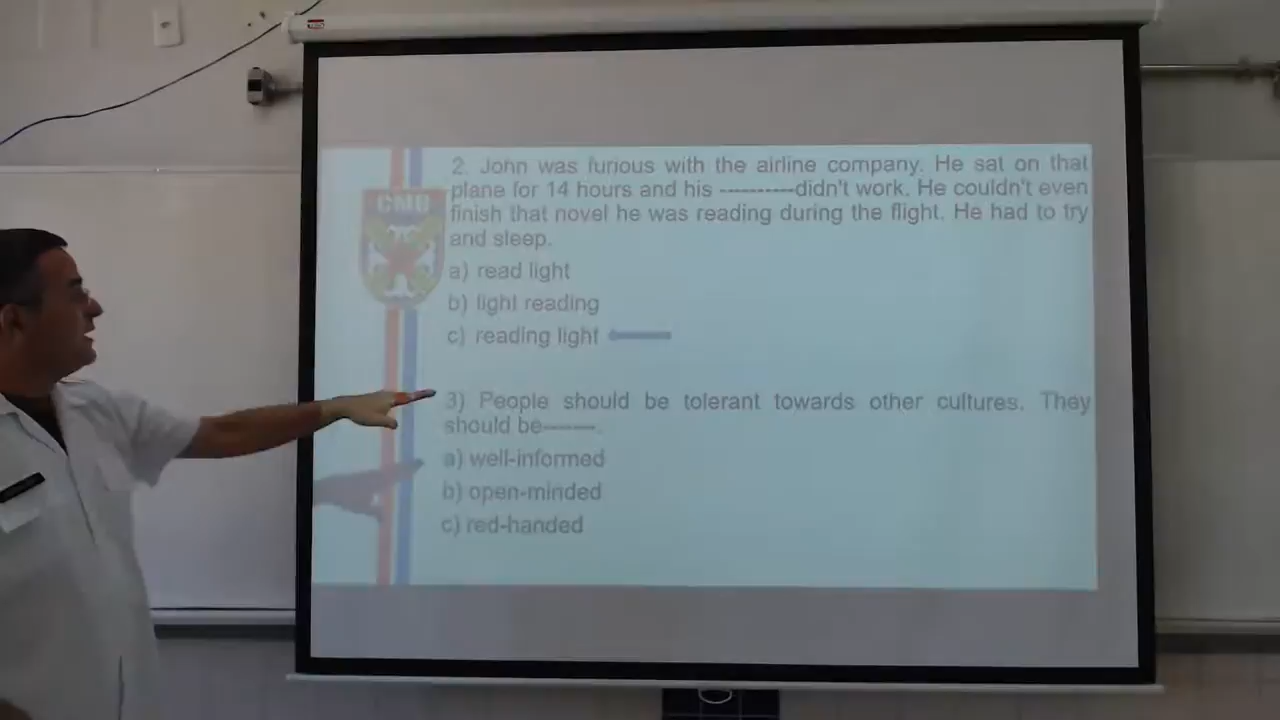 2. John was furious with the airline company. He sat on that
plane for 14 hours and his ----------didn't work. He couldn't even
finish that novel he was reading during the flight. He had to try
and sleep.
a) read light
b) light reading
c) reading light
3) People should be tolerant towards other cultures. They
should be-------.
a) well-informed
b) open-minded
c) red-handed